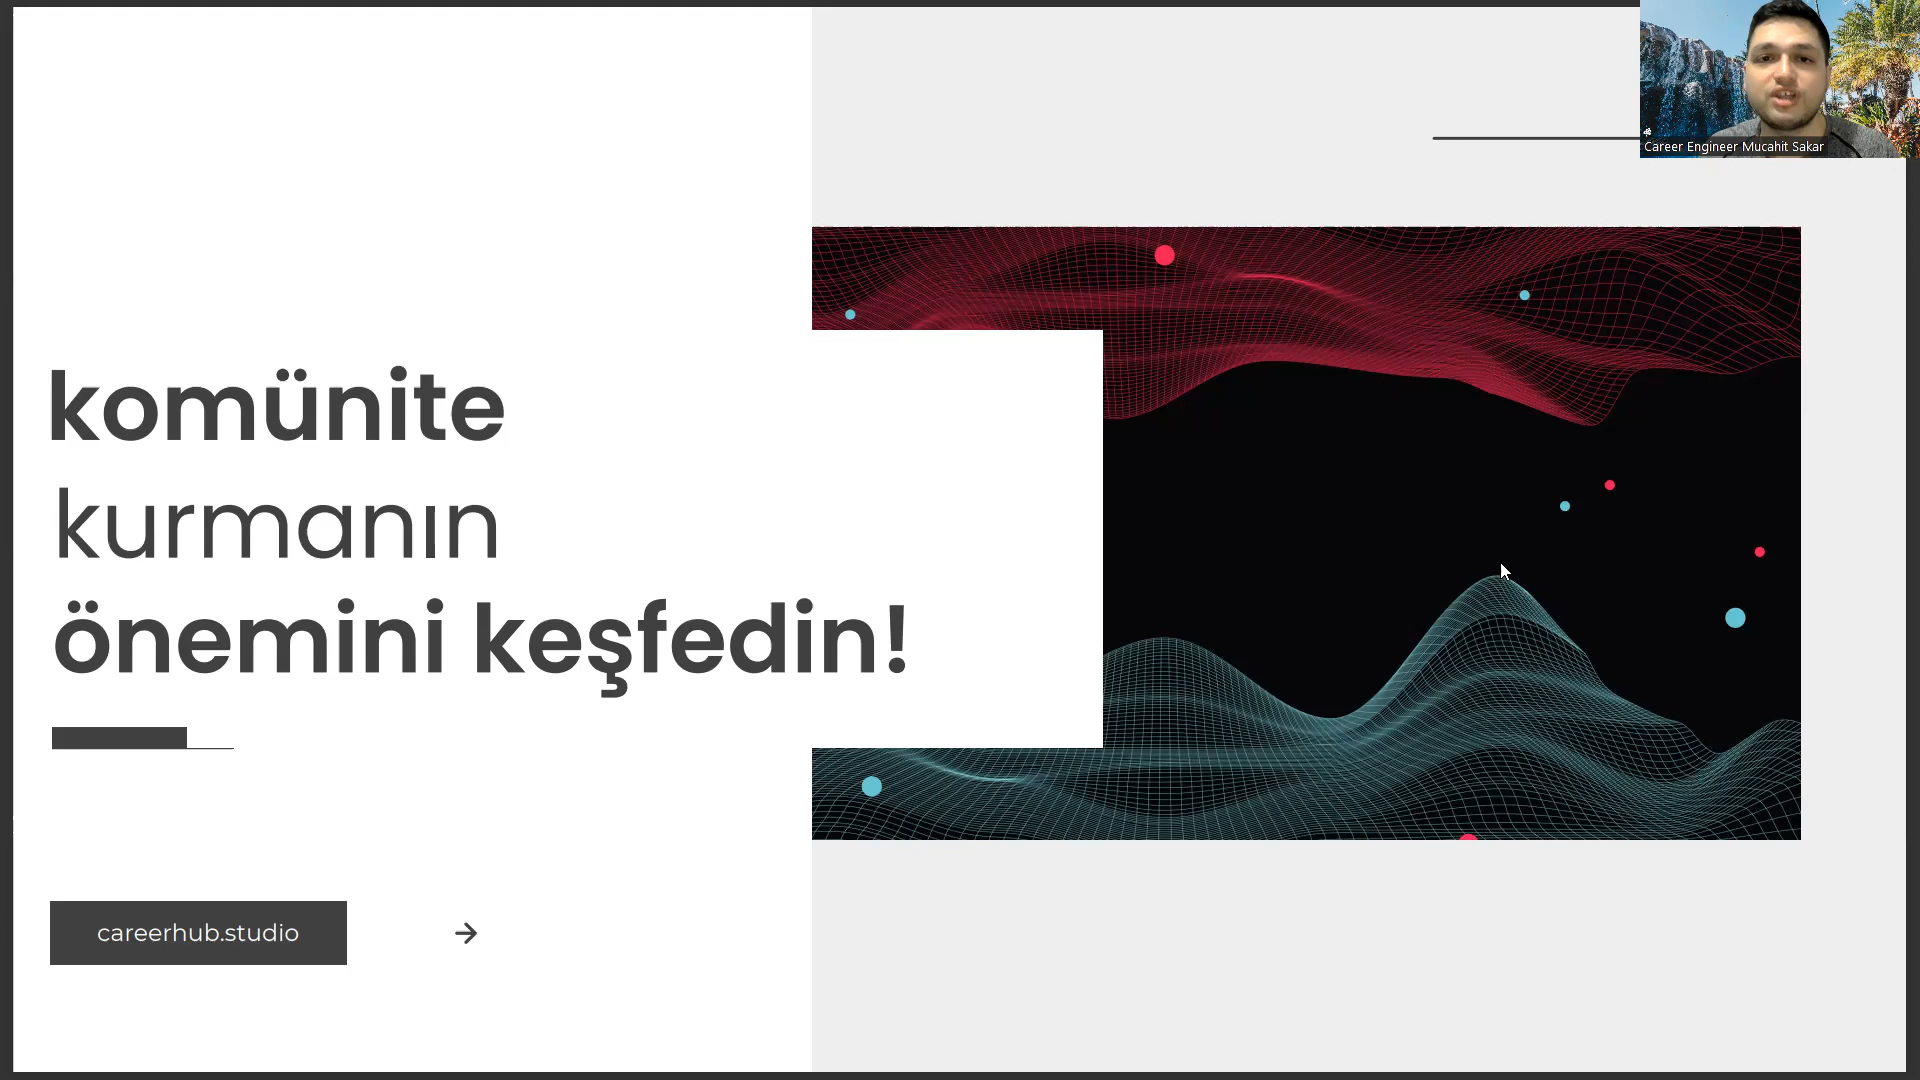 Career Engineer Mucahit Sakar
komünite
kurmanın
önemini keşfedin!
careerhub.studio